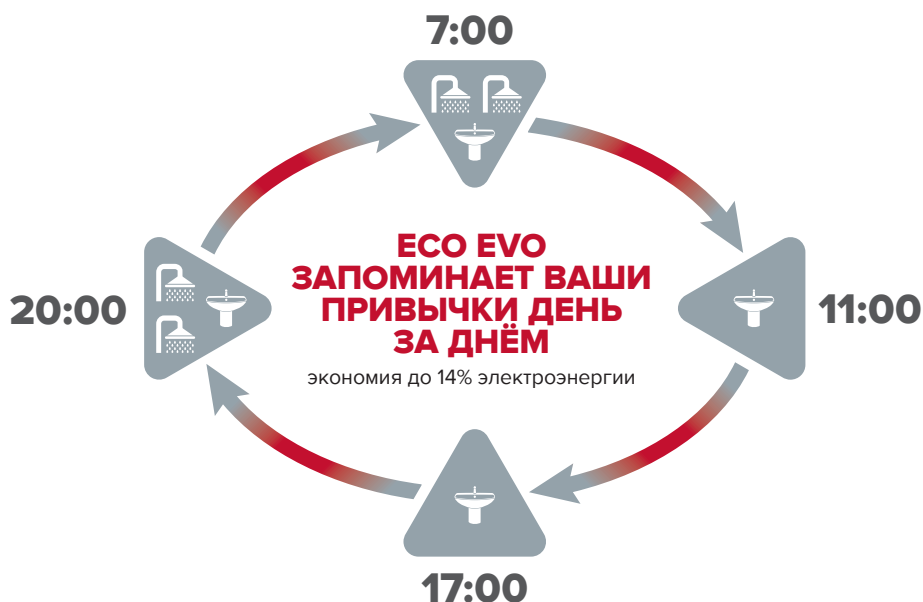 7:00
ECO EVO
ЗАПОМИНАЕТ ВАШИ
ПРИВЫЧКИ ДЕНЬ
ЗА ДНЁМ
экономия до 14% электроэнергии
20:00
11:00
17:00